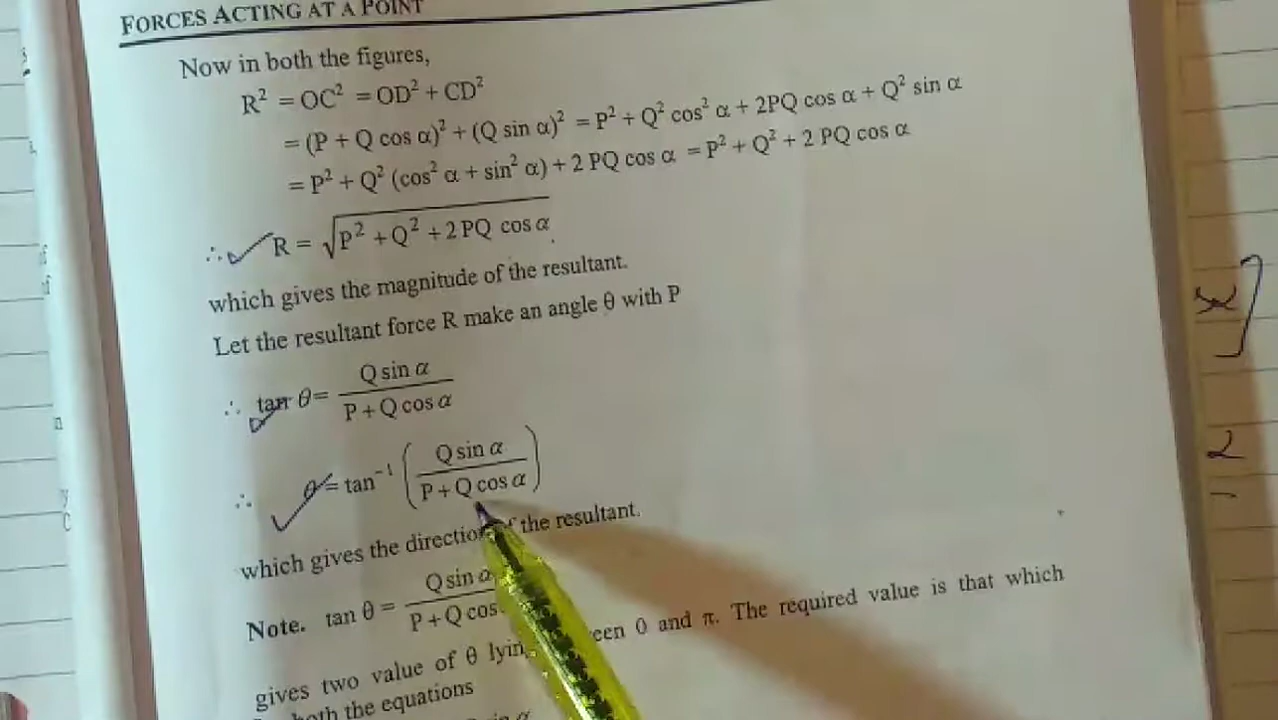 FORCES ACTING AT A POINT
Now in both the figures,
R² = OC² = OD² + CD²
= (P + Q cos α)² + (Q sin α)² = P² + Q² cos² α + 2PQ cos α + Q² sin α
= P² + Q² (cos² α + sin² α) + 2 PQ cos α = P² + Q² + 2 PQ cos α
∴ R = √(P² + Q² + 2 PQ cos α)
which gives the magnitude of the resultant.
Let the resultant force R make an angle θ with P
∴ tan θ = Q sin α / P + Q cos α
∴ θ = tan⁻¹ (Q sin α / P + Q cos α)
which gives the direction of the resultant.
Note. tan θ = Q sin α / P + Q cos
gives two value of θ lying between 0 and π. The required value is that which
both the equations